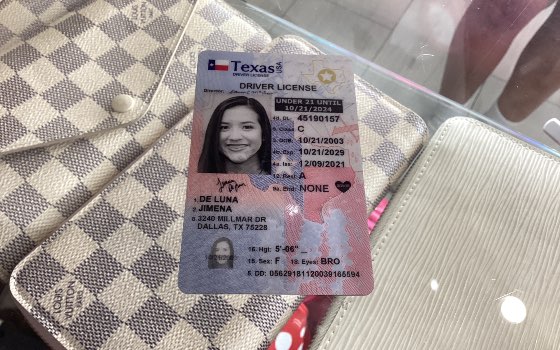 Texas USA
DRIVER LICENSE
DRIVER LICENSE
Director
UNDER 21 UNTIL
10/21/2024
4d. DL: 45190157
9. Class: C
3. DOB: 10/21/2003
4b. Exp: 10/21/2029
4a. Iss: 12/09/2021
12. Rest: A
9a. End: NONE
1. DE LUNA
2. JIMENA
8. 3240 MILLMAR DR
DALLAS, TX 75228
16. Hgt: 5'-06"
15. Sex: F 18. Eyes: BRO
5. DD: 05629181120039165594